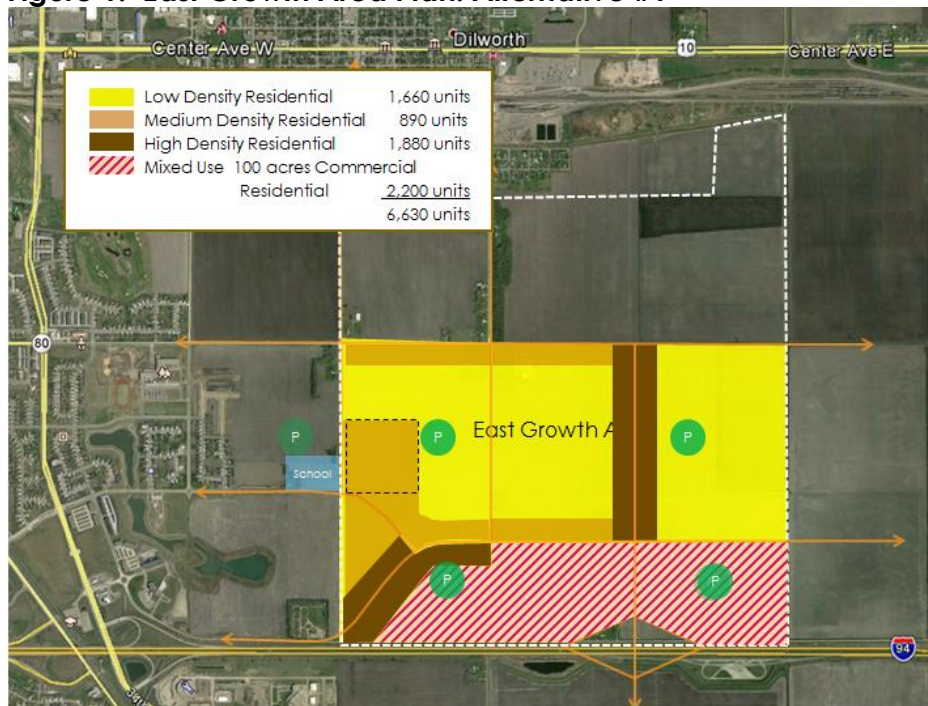 Center Ave W
Dilworth
10
Center Ave E
Low Density Residential 1,660 units
Medium Density Residential 890 units
High Density Residential 1,880 units
Mixed Use 100 acres Commercial
Residential 2,200 units
6,630 units
80
P
P
East Growth A
P
School
P
P
94